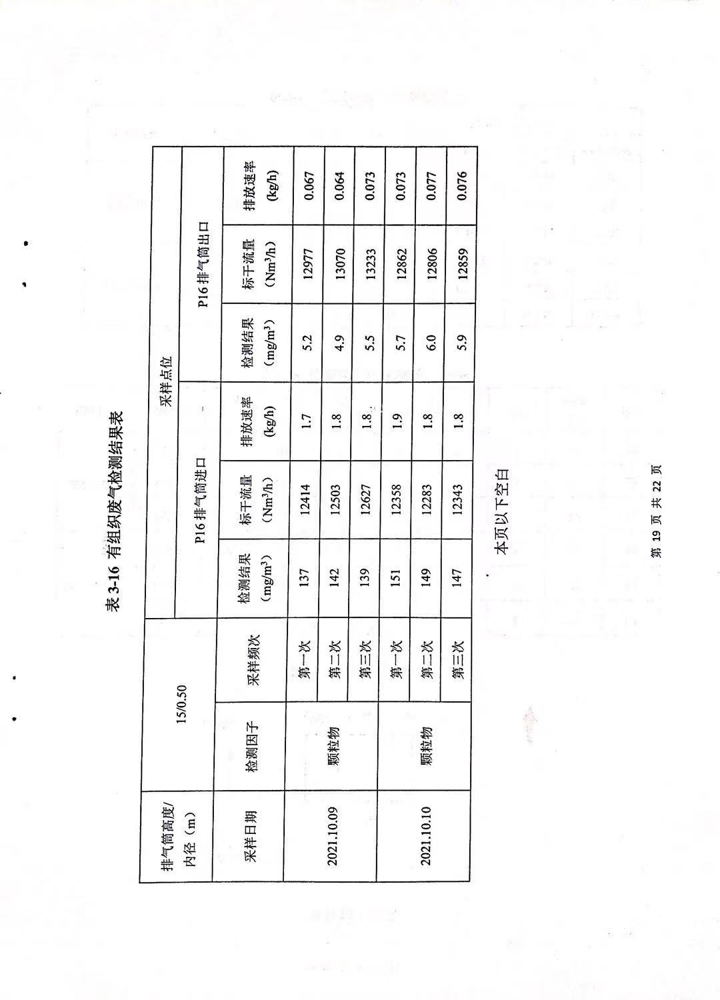 表 3-16 有组织废气检测结果表
排气筒高度/
内径（m）
15/0.50
采样点位
P16 排气筒进口
P16 排气筒出口
采样日期
检测因子
采样频次
检测结果
（mg/m³）
标干流量
（Nm³/h）
排放速率
(kg/h)
检测结果
（mg/m³）
标干流量
（Nm³/h）
排放速率
(kg/h)
2021.10.09
颗粒物
第一次 137 12414 1.7 5.2 12977 0.067
第二次 142 12503 1.8 4.9 13070 0.064
第三次 139 12627 1.8 5.5 13233 0.073
2021.10.10
颗粒物
第一次 151 12358 1.9 5.7 12862 0.073
第二次 149 12283 1.8 6.0 12806 0.077
第三次 147 12343 1.8 5.9 12859 0.076
本页以下空白
第 19 页 共 22 页